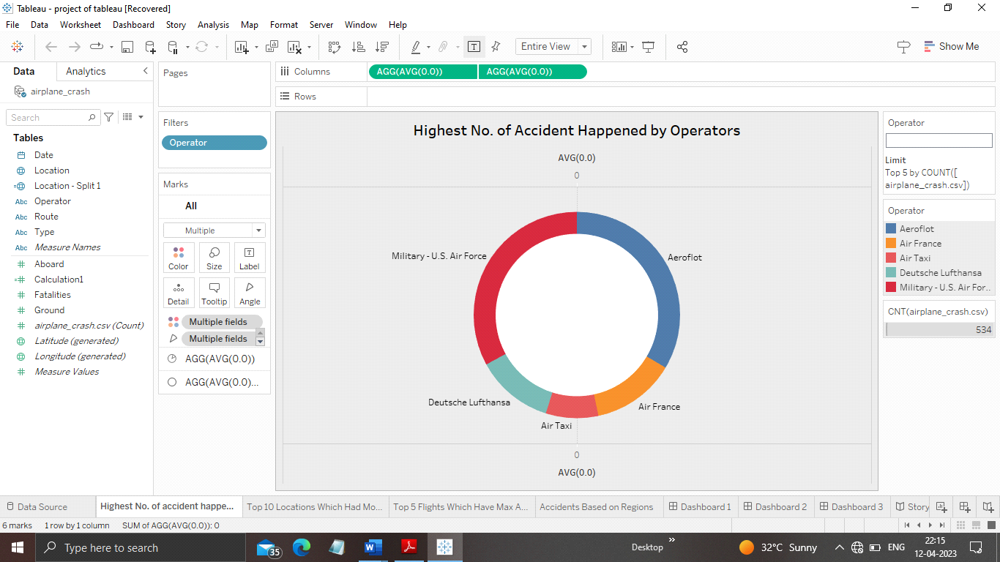 Tableau - project of tableau [Recovered]
File Data Worksheet Dashboard Story Analysis Map Format Server Window Help
Entire View
Show Me
Data Analytics
airplane_crash
Search
Tables
Date
Location
Location - Split 1
Abc Operator
Abc Route
Abc Type
Abc Measure Names
Aboard
Calculation1
Fatalities
Ground
airplane_crash.csv (Count)
Latitude (generated)
Longitude (generated)
Measure Values
Pages
Filters
Operator
Marks
All
Multiple
Color Size Label
Detail Tooltip Angle
Multiple fields
Multiple fields
AGG(AVG(0.0))
AGG(AVG(0.0)...
Columns AGG(AVG(0.0)) AGG(AVG(0.0))
Rows
Highest No. of Accident Happened by Operators
AVG(0.0)
0
Military - U.S. Air Force
Aeroflot
Deutsche Lufthansa
Air France
Air Taxi
0
AVG(0.0)
Operator
Limit
Top 5 by COUNT([
airplane_crash.csv])
Operator
Aeroflot
Air France
Air Taxi
Deutsche Lufthansa
Military - U.S. Air For..
CNT(airplane_crash.csv)
534
Data Source Highest No. of accident happe... Top 10 Locations Which Had Mo... Top 5 Flights Which Have Max A... Accidents Based on Regions Dashboard 1 Dashboard 2 Dashboard 3 Story
6 marks 1 row by 1 column SUM of AGG(AVG(0.0)): 0
Type here to search
35
Desktop
32°C Sunny
ENG
22:15
12-04-2023